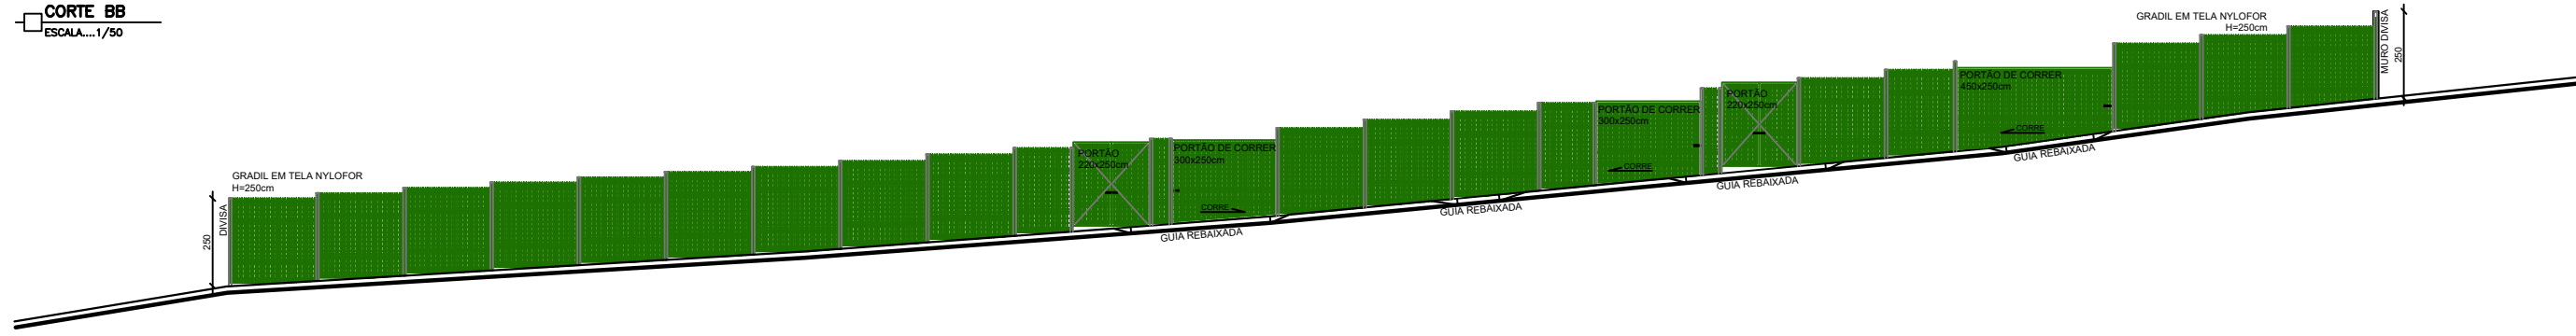 CORTE BB
ESCALA....1/50
GRADIL EM TELA NYLOFOR
H=250cm
DIVISA
250
PORTÃO
220x250cm
PORTÃO DE CORRER
300x250cm
CORRE
GUIA REBAIXADA
GUIA REBAIXADA
PORTÃO DE CORRER
300x250cm
CORRE
PORTÃO
220x250cm
GUIA REBAIXADA
PORTÃO DE CORRER
450x250cm
CORRE
GUIA REBAIXADA
GRADIL EM TELA NYLOFOR
H=250cm
MURO DIVISA
250